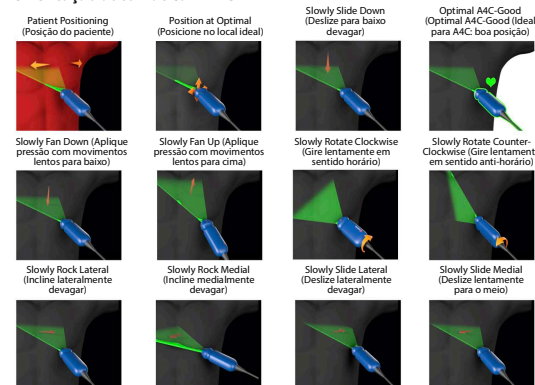 Patient Positioning
(Posição do paciente)
Position at Optimal
(Posicione no local ideal)
Slowly Slide Down
(Deslize para baixo
devagar)
Optimal A4C-Good
(Optimal A4C-Good (Ideal
para A4C: boa posição)
Slowly Fan Down (Aplique
pressão com movimentos
lentos para baixo)
Slowly Fan Up (Aplique
pressão com movimentos
lentos para cima)
Slowly Rotate Clockwise
(Gire lentamente em
sentido horário)
Slowly Rotate Counter-
Clockwise (Gire lentament
em sentido anti-horário)
Slowly Rock Lateral
(Incline lateralmente
devagar)
Slowly Rock Medial
(Incline medialmente
devagar)
Slowly Slide Lateral
(Deslize lateralmente
devagar)
Slowly Slide Medial
(Deslize lentamente
para o meio)